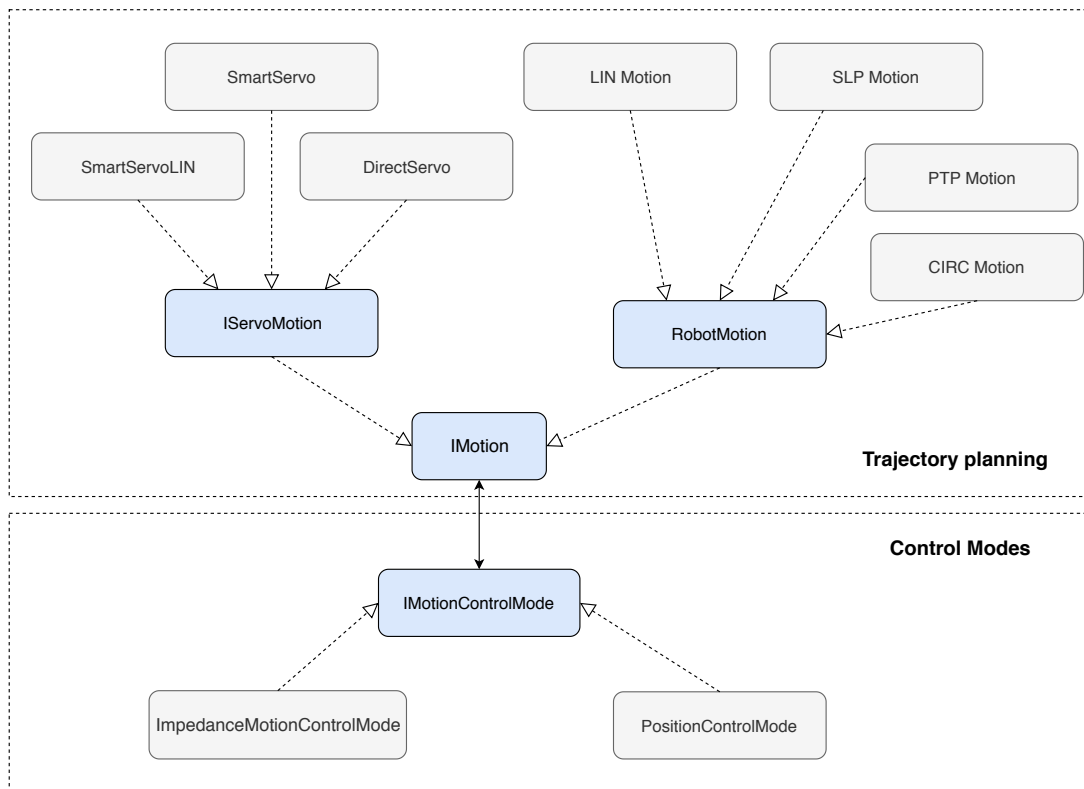 SmartServo
LIN Motion
SLP Motion
SmartServoLIN
DirectServo
PTP Motion
CIRC Motion
IServoMotion
RobotMotion
IMotion
Trajectory planning
Control Modes
IMotionControlMode
ImpedanceMotionControlMode
PositionControlMode